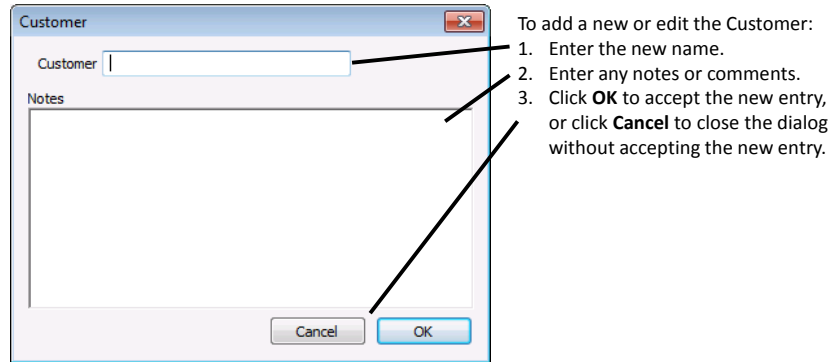 Customer
Customer
Notes
Cancel
OK
To add a new or edit the Customer:
1. Enter the new name.
2. Enter any notes or comments.
3. Click OK to accept the new entry,
or click Cancel to close the dialog
without accepting the new entry.